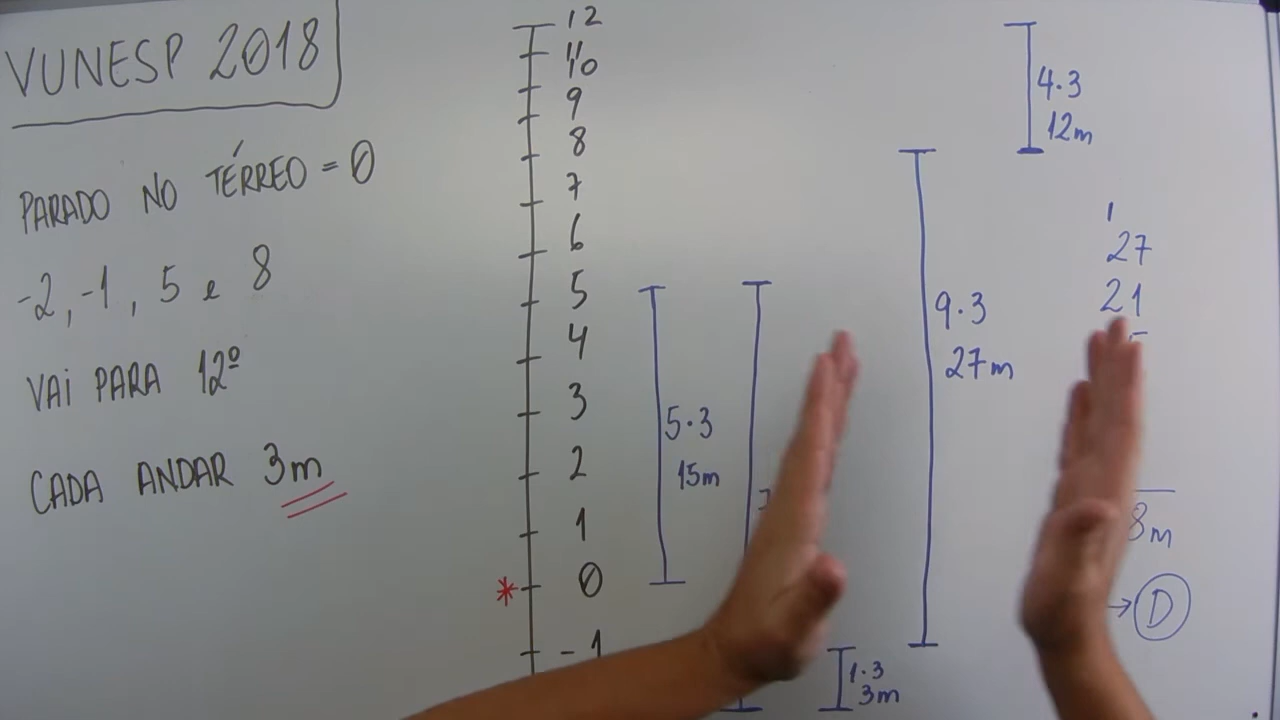 VUNESP 2018
PARADO NO TÉRREO = 0
-2, -1, 5 e 8
VAI PARA 12º
CADA ANDAR 3m
12
11
10
9
8
7
6
5
4
3
2
1
* 0
-1
5.3
15m
1.3
3m
9.3
27m
4.3
12m
1
27
21
8m
→ D